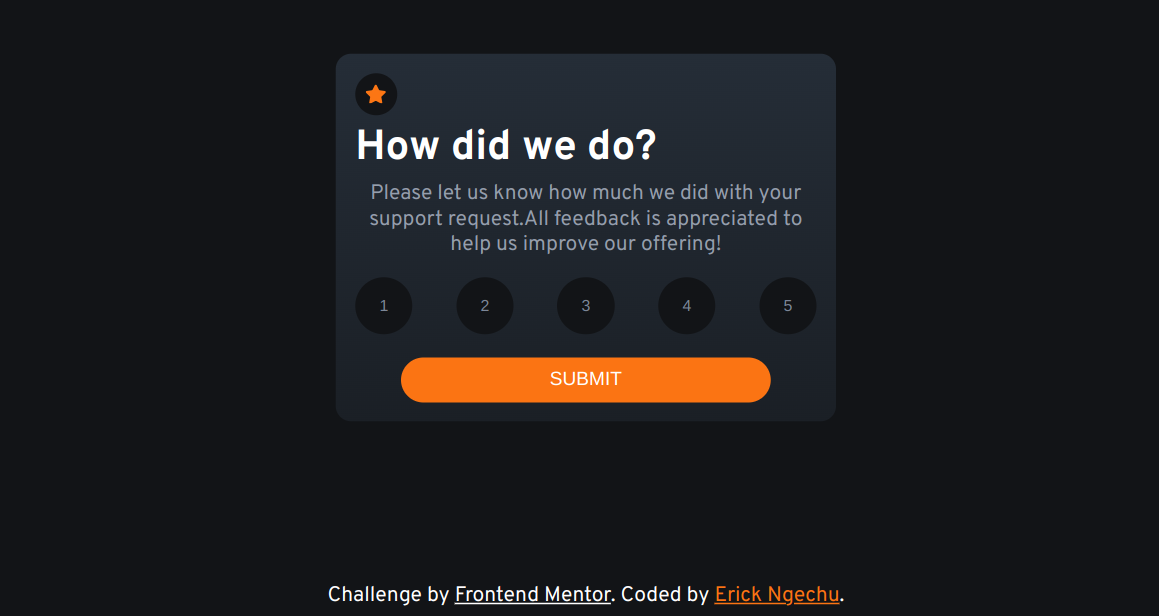 How did we do?
Please let us know how much we did with your
support request.All feedback is appreciated to
help us improve our offering!
1 2 3 4 5
SUBMIT
Challenge by Frontend Mentor. Coded by Erick Ngechu.